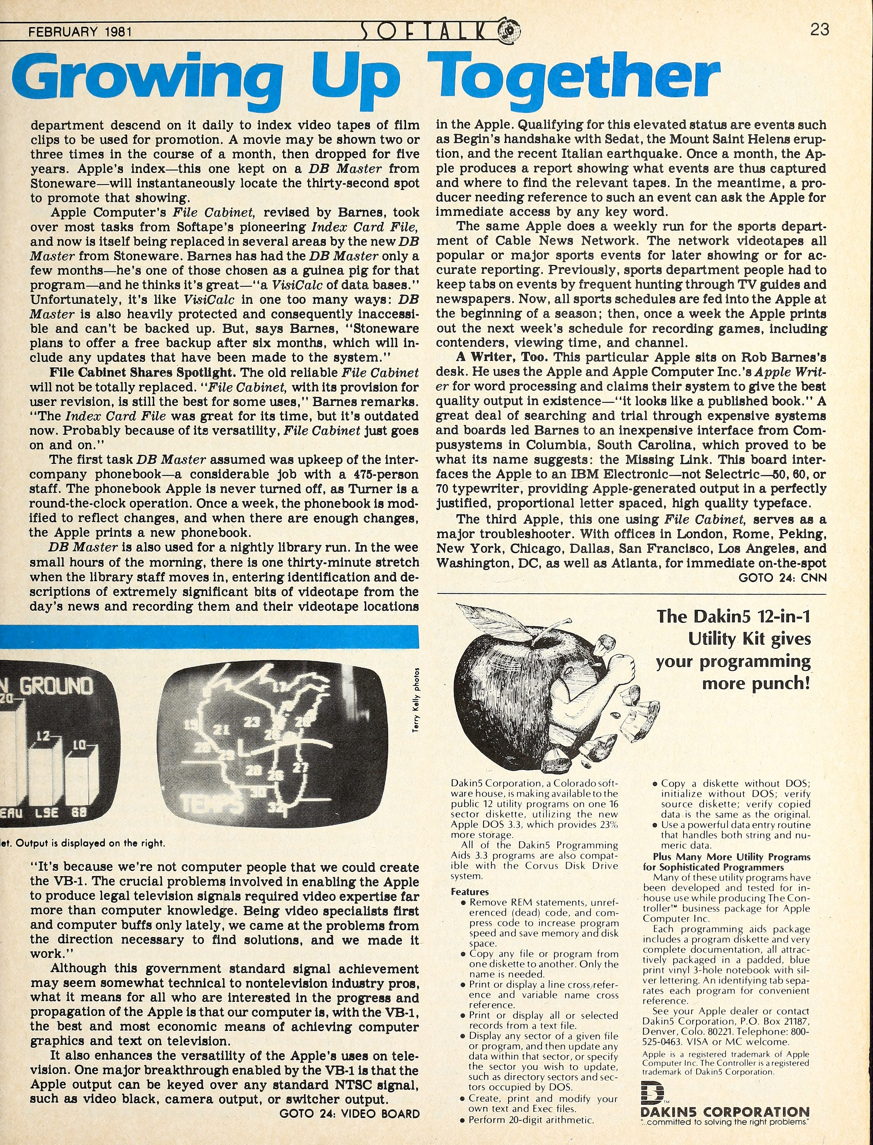 FEBRUARY 1981
SOFTALK
23
Growing Up Together
department descend on it daily to index video tapes of film
clips to be used for promotion. A movie may be shown two or
three times in the course of a month, then dropped for five
years. Apple's index—this one kept on a DB Master from
Stoneware—will instantaneously locate the thirty-second spot
to promote that showing.
Apple Computer's File Cabinet, revised by Barnes, took
over most tasks from Softape's pioneering Index Card File,
and now is itself being replaced in several areas by the new DB
Master from Stoneware. Barnes has had the DB Master only a
few months—he's one of those chosen as a guinea pig for that
program—and he thinks it's great—"a VisiCalc of data bases."
Unfortunately, it's like VisiCalc in one too many ways: DB
Master is also heavily protected and consequently inaccessi-
ble and can't be backed up. But, says Barnes, "Stoneware
plans to offer a free backup after six months, which will in-
clude any updates that have been made to the system."
File Cabinet Shares Spotlight. The old reliable File Cabinet
will not be totally replaced. "File Cabinet, with its provision for
user revision, is still the best for some uses," Barnes remarks.
"The Index Card File was great for its time, but it's outdated
now. Probably because of its versatility, File Cabinet just goes
on and on."
The first task DB Master assumed was upkeep of the inter-
company phonebook—a considerable job with a 475-person
staff. The phonebook Apple is never turned off, as Turner is a
round-the-clock operation. Once a week, the phonebook is mod-
ified to reflect changes, and when there are enough changes,
the Apple prints a new phonebook.
DB Master is also used for a nightly library run. In the wee
small hours of the morning, there is one thirty-minute stretch
when the library staff moves in, entering identification and de-
scriptions of extremely significant bits of videotape from the
day's news and recording them and their videotape locations
in the Apple. Qualifying for this elevated status are events such
as Begin's handshake with Sedat, the Mount Saint Helens erup-
tion, and the recent Italian earthquake. Once a month, the Ap-
ple produces a report showing what events are thus captured
and where to find the relevant tapes. In the meantime, a pro-
ducer needing reference to such an event can ask the Apple for
immediate access by any key word.
The same Apple does a weekly run for the sports depart-
ment of Cable News Network. The network videotapes all
popular or major sports events for later showing or for ac-
curate reporting. Previously, sports department people had to
keep tabs on events by frequent hunting through TV guides and
newspapers. Now, all sports schedules are fed into the Apple at
the beginning of a season; then, once a week the Apple prints
out the next week's schedule for recording games, including
contenders, viewing time, and channel.
A Writer, Too. This particular Apple sits on Rob Barnes's
desk. He uses the Apple and Apple Computer Inc.'s Apple Writ-
er for word processing and claims their system to give the best
quality output in existence—"it looks like a published book." A
great deal of searching and trial through expensive systems
and boards led Barnes to an inexpensive interface from Com-
pusystems in Columbia, South Carolina, which proved to be
what its name suggests: the Missing Link. This board inter-
faces the Apple to an IBM Electronic—not Selectric—50, 60, or
70 typewriter, providing Apple-generated output in a perfectly
justified, proportional letter spaced, high quality typeface.
The third Apple, this one using File Cabinet, serves as a
major troubleshooter. With offices in London, Rome, Peking,
New York, Chicago, Dallas, San Francisco, Los Angeles, and
Washington, DC, as well as Atlanta, for immediate on-the-spot
GOTO 24: CNN
N GROUND
20
12
10
EAU LSE 68
15
21
23
26
28
27
32
TEMPS
Terry Kelly photos
let. Output is displayed on the right.
"It's because we're not computer people that we could create
the VB-1. The crucial problems involved in enabling the Apple
to produce legal television signals required video expertise far
more than computer knowledge. Being video specialists first
and computer buffs only lately, we came at the problems from
the direction necessary to find solutions, and we made it
work."
Although this government standard signal achievement
may seem somewhat technical to nontelevision industry pros,
what it means for all who are interested in the progress and
propagation of the Apple is that our computer is, with the VB-1,
the best and most economic means of achieving computer
graphics and text on television.
It also enhances the versatility of the Apple's uses on tele-
vision. One major breakthrough enabled by the VB-1 is that the
Apple output can be keyed over any standard NTSC signal,
such as video black, camera output, or switcher output.
GOTO 24: VIDEO BOARD
The Dakin5 12-in-1
Utility Kit gives
your programming
more punch!
Dakin5 Corporation, a Colorado soft-
ware house, is making available to the
public 12 utility programs on one 16
sector diskette, utilizing the new
Apple DOS 3.3, which provides 23%
more storage.
All of the Dakin5 Programming
Aids 3.3 programs are also compat-
ible with the Corvus Disk Drive
system.
Features
• Remove REM statements, unref-
erenced (dead) code, and com-
press code to increase program
speed and save memory and disk
space.
• Copy any file or program from
one diskette to another. Only the
name is needed.
• Print or display a line cross-refer-
ence and variable name cross
reference.
• Print or display all or selected
records from a text file.
• Display any sector of a given file
or program, and then update any
data within that sector, or specify
the sector you wish to update,
such as directory sectors and sec-
tors occupied by DOS.
• Create, print and modify your
own text and Exec files.
• Perform 20-digit arithmetic.
• Copy a diskette without DOS;
initialize without DOS; verify
source diskette; verify copied
data is the same as the original.
• Use a powerful data entry routine
that handles both string and nu-
meric data.
Plus Many More Utility Programs
for Sophisticated Programmers
Many of these utility programs have
been developed and tested for in-
house use while producing The Con-
troller™ business package for Apple
Computer Inc.
Each programming aids package
includes a program diskette and very
complete documentation, all attrac-
tively packaged in a padded, blue
print vinyl 3-hole notebook with sil-
ver lettering. An identifying tab sepa-
rates each program for convenient
reference.
See your Apple dealer or contact
Dakin5 Corporation, P.O. Box 21187,
Denver, Colo. 80221. Telephone: 800-
525-0463. VISA or MC welcome.
Apple is a registered trademark of Apple
Computer Inc. The Controller is a registered
trademark of Dakin5 Corporation.
DAKIN5 CORPORATION
"...committed to solving the right problems"